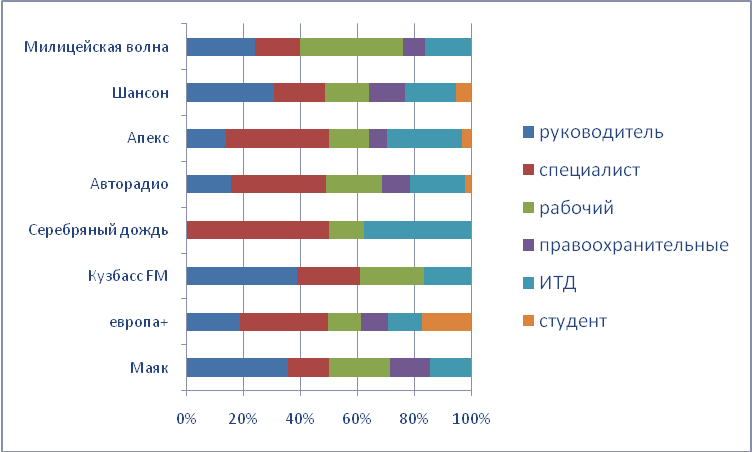 Милицейская волна
Шансон
Апекс
Авторадио
Серебряный дождь
Кузбасс FM
европа+
Маяк
0% 20% 40% 60% 80% 100%
руководитель
специалист
рабочий
правоохранительные
ИТД
студент